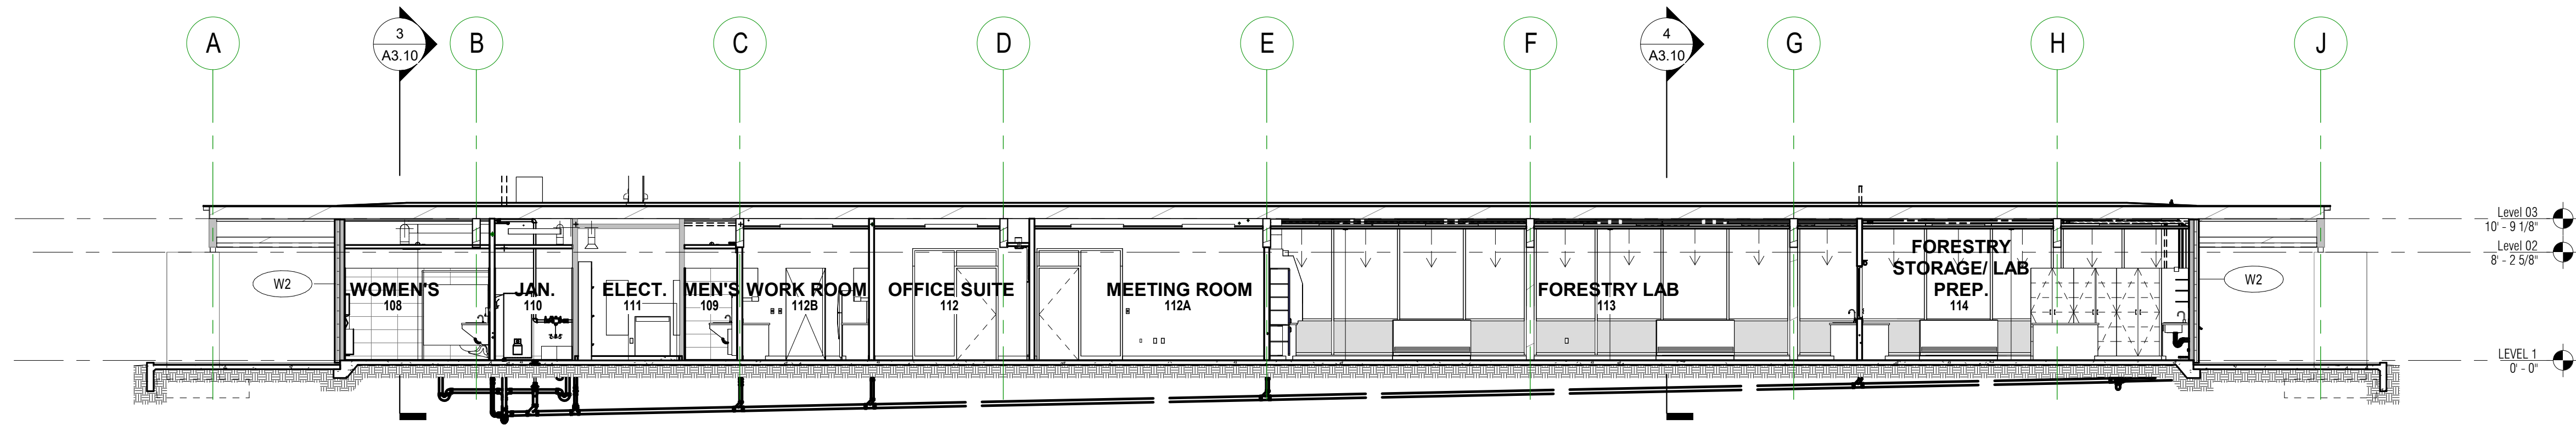 A
3
A3.10
B
C
D
E
F
4
A3.10
G
H
J
Level 03
10' - 9 1/8"
Level 02
8' - 2 5/8"
W2
WOMEN'S
108
JAN.
110
ELECT.
111
MEN'S
109
WORK ROOM
112B
OFFICE SUITE
112
MEETING ROOM
112A
FORESTRY LAB
113
FORESTRY
STORAGE/ LAB
PREP.
114
W2
LEVEL 1
0' - 0"